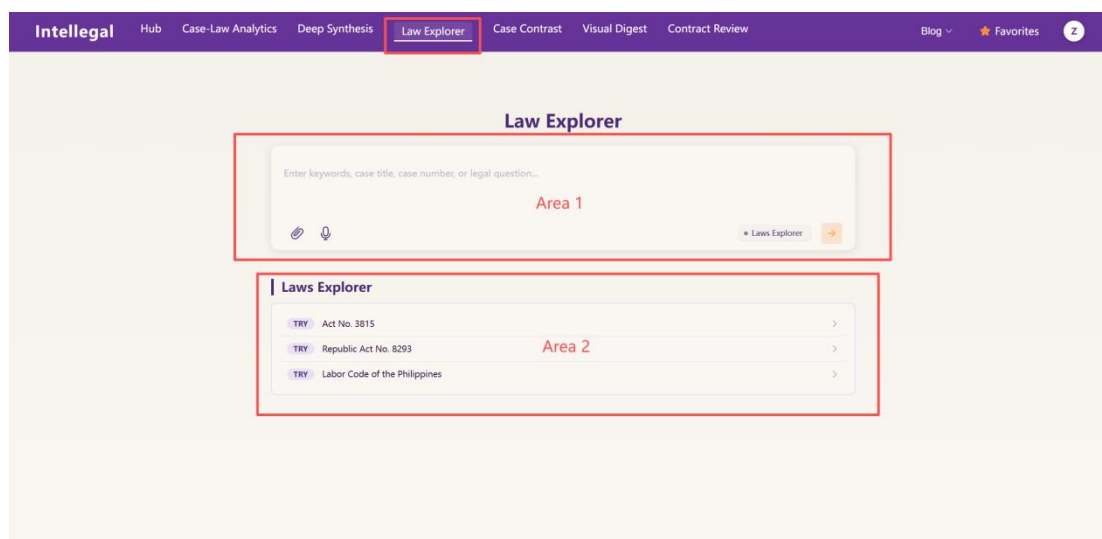 Intellegal Hub Case-Law Analytics Deep Synthesis Law Explorer Case Contrast Visual Digest Contract Review Blog Favorites Z
Law Explorer
Enter keywords, case title, case number, or legal question...
Area 1
Laws Explorer
Laws Explorer
TRY Act No. 3815
TRY Republic Act No. 8293
Area 2
TRY Labor Code of the Philippines